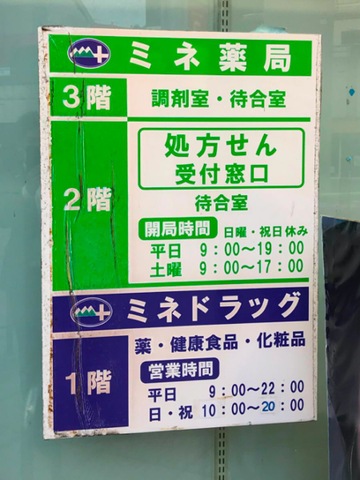 ミネ薬局
3階 調剤室・待合室
処方せん
受付窓口
2階 待合室
開局時間 日曜・祝日休み
平日 9:00〜19:00
土曜 9:00〜17:00
ミネドラッグ
薬・健康食品・化粧品
1階 営業時間
平日 9:00〜22:00
日・祝 10:00〜20:00